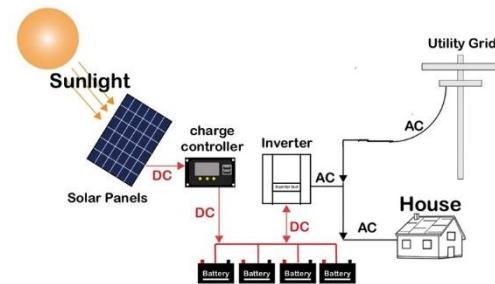 Utility Grid
Sunlight
AC
charge
controller
Inverter
DC
AC
Solar Panels
House
DC
DC
AC
Battery
Battery
Battery
Battery